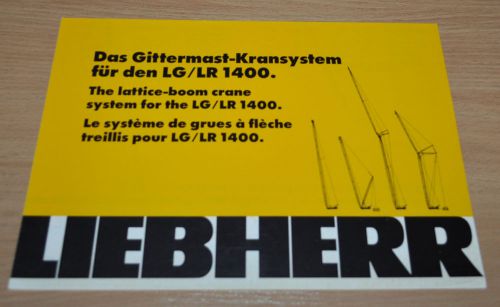 Das Gittermast-Kransystem
für den LG/LR 1400.
The lattice-boom crane
system for the LG/LR 1400.
Le système de grues à flèche
treillis pour LG/LR 1400.
LIEBHERR